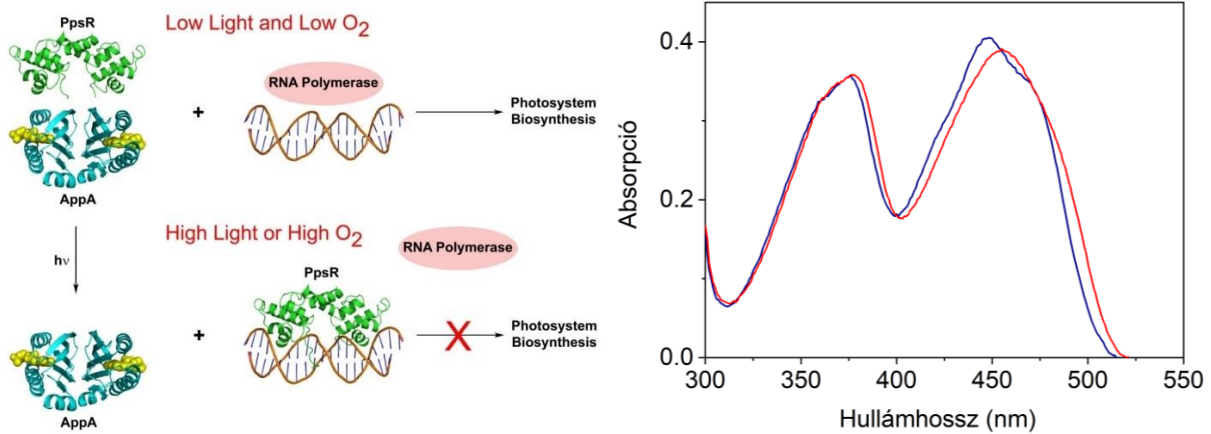 PpsR
Low Light and Low O2
RNA Polymerase
+
Photosystem
Biosynthesis
AppA
hν
High Light or High O2
RNA Polymerase
PpsR
+
X
Photosystem
Biosynthesis
AppA
Absorpció
0.4
0.2
0.0
300
350
400
450
500
550
Hullámhossz (nm)